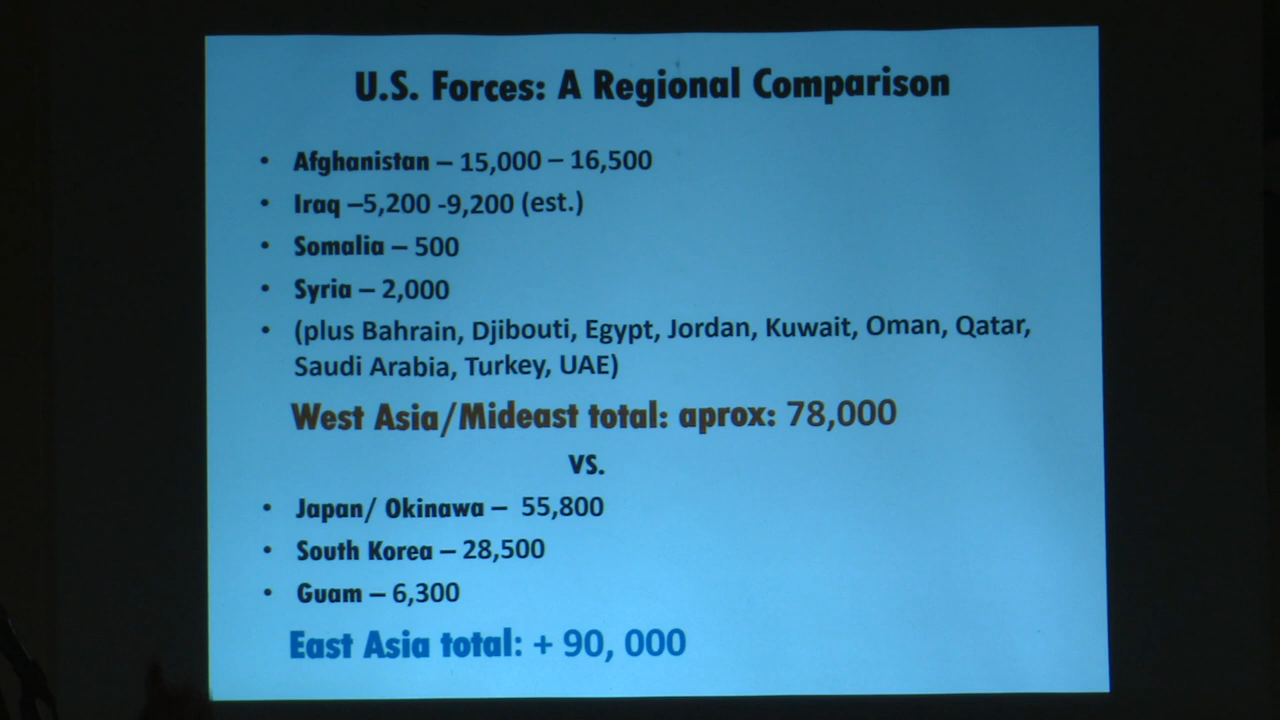 U.S. Forces: A Regional Comparison
• Afghanistan – 15,000 – 16,500
• Iraq –5,200 -9,200 (est.)
• Somalia – 500
• Syria – 2,000
• (plus Bahrain, Djibouti, Egypt, Jordan, Kuwait, Oman, Qatar,
Saudi Arabia, Turkey, UAE)
West Asia/Mideast total: aprox: 78,000
vs.
• Japan/ Okinawa – 55,800
• South Korea – 28,500
• Guam – 6,300
East Asia total: + 90, 000